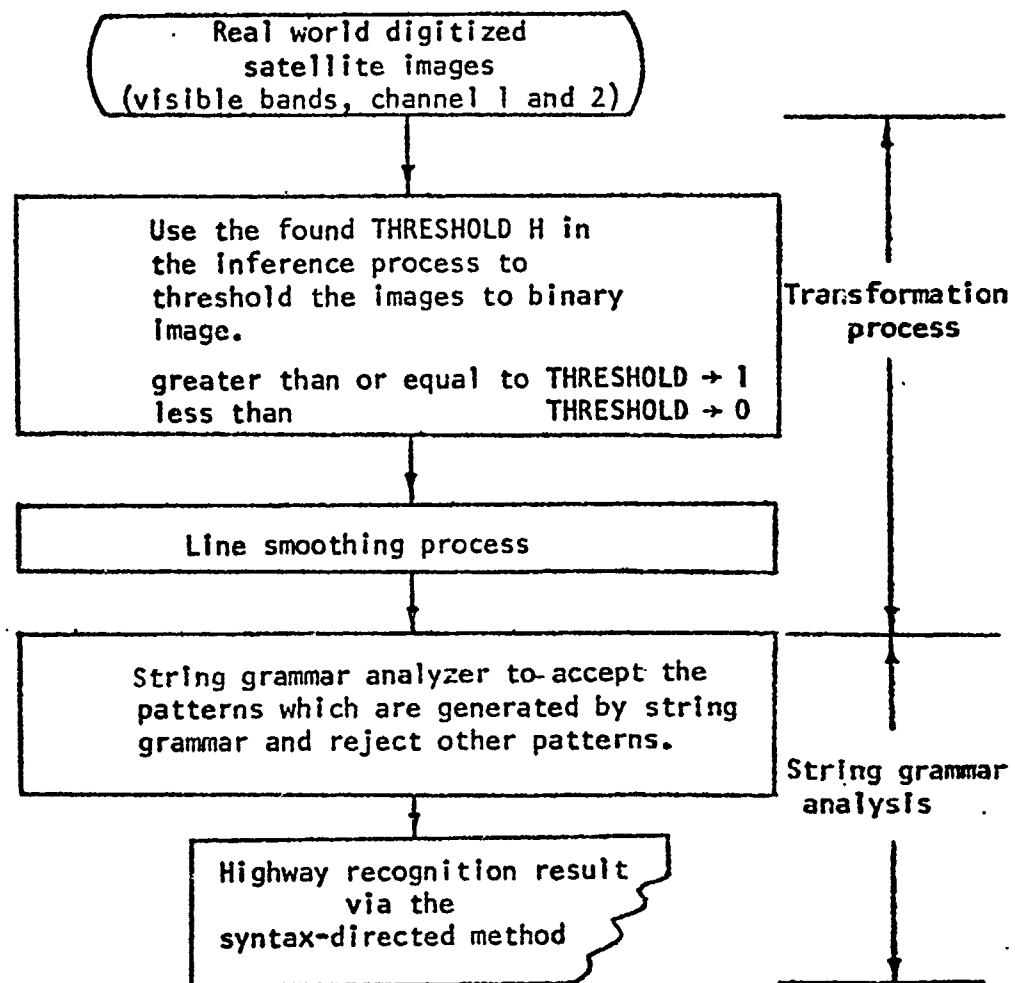 Real world digitized
satellite images
(visible bands, channel 1 and 2)
Use the found THRESHOLD H in
the inference process to
threshold the images to binary
image.
greater than or equal to THRESHOLD → 1
less than THRESHOLD → 0
Transformation
process
Line smoothing process
String grammar analyzer to accept the
patterns which are generated by string
grammar and reject other patterns.
String grammar
analysis
Highway recognition result
via the
syntax-directed method